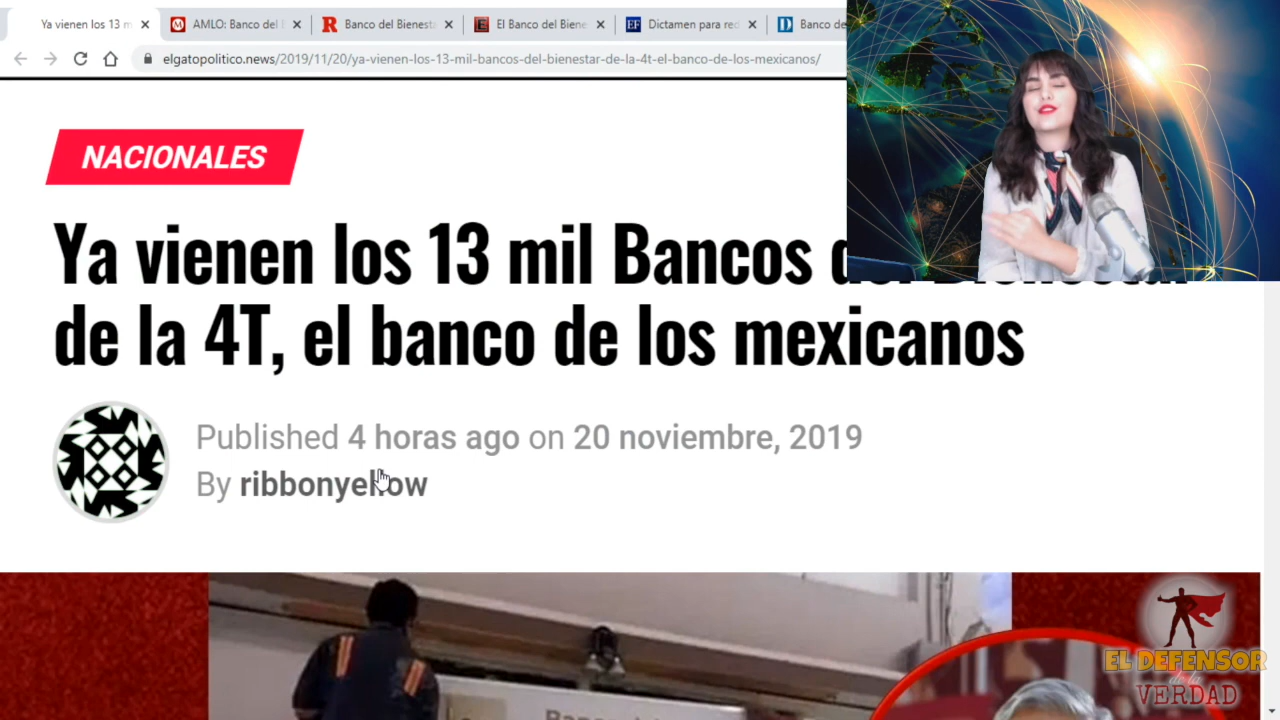 Ya vienen los 13 m
AMLO: Banco del
Banco del Bienest
El Banco del Biene
Dictamen para re
Banco de
elgatopolitico.news/2019/11/20/ya-vienen-los-13-mil-bancos-del-bienestar-de-la-4t-el-banco-de-los-mexicanos/
NACIONALES
Ya vienen los 13 mil Bancos
de la 4T, el banco de los mexicanos
Published 4 horas ago on 20 noviembre, 2019
By ribbonyellow
EL DEFENSOR
de la
VERDAD